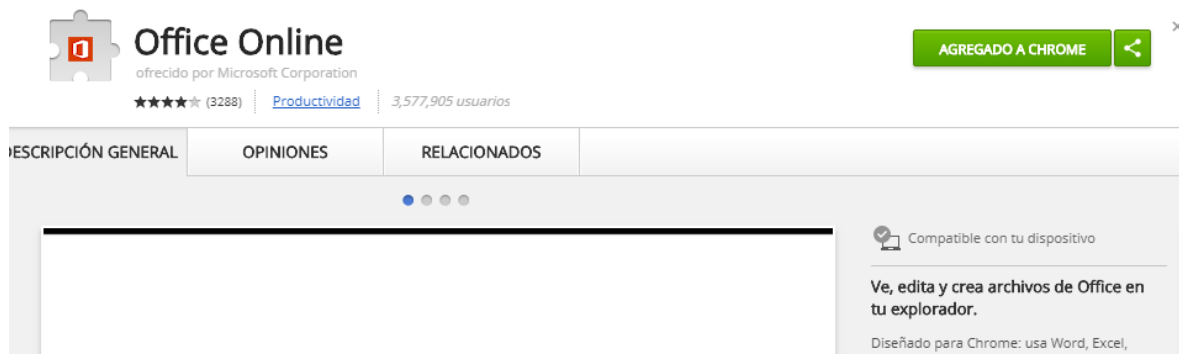 Office Online
ofrecido por Microsoft Corporation
(3288) Productividad 3,577,905 usuarios
AGREGADO A CHROME
DESCRIPCIÓN GENERAL OPINIONES RELACIONADOS
Compatible con tu dispositivo
Ve, edita y crea archivos de Office en
tu explorador.
Diseñado para Chrome: usa Word, Excel,